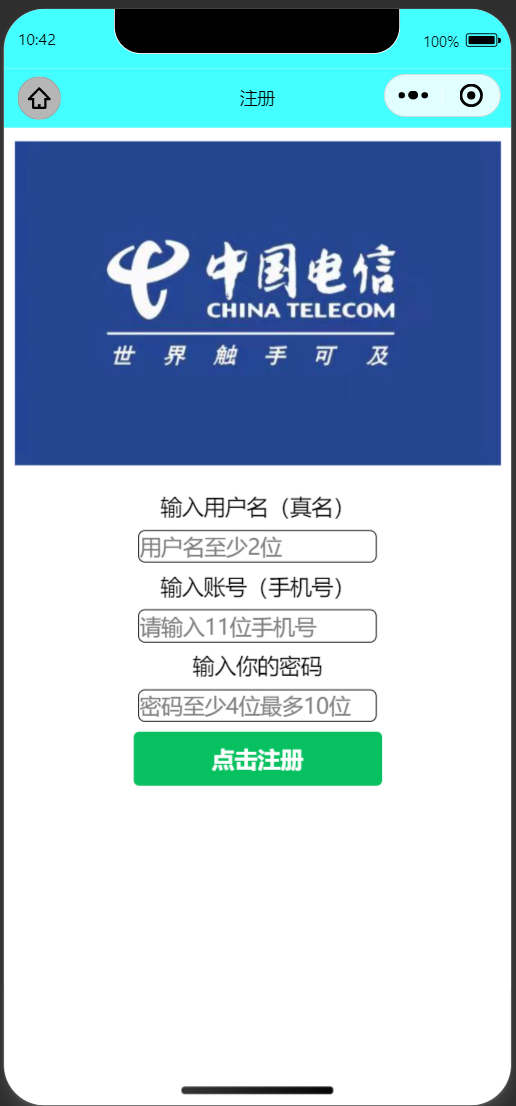 10:42
100%
注册
中国电信
CHINA TELECOM
世界触手可及
输入用户名（真名）
用户名至少2位
输入账号（手机号）
请输入11位手机号
输入你的密码
密码至少4位最多10位
点击注册